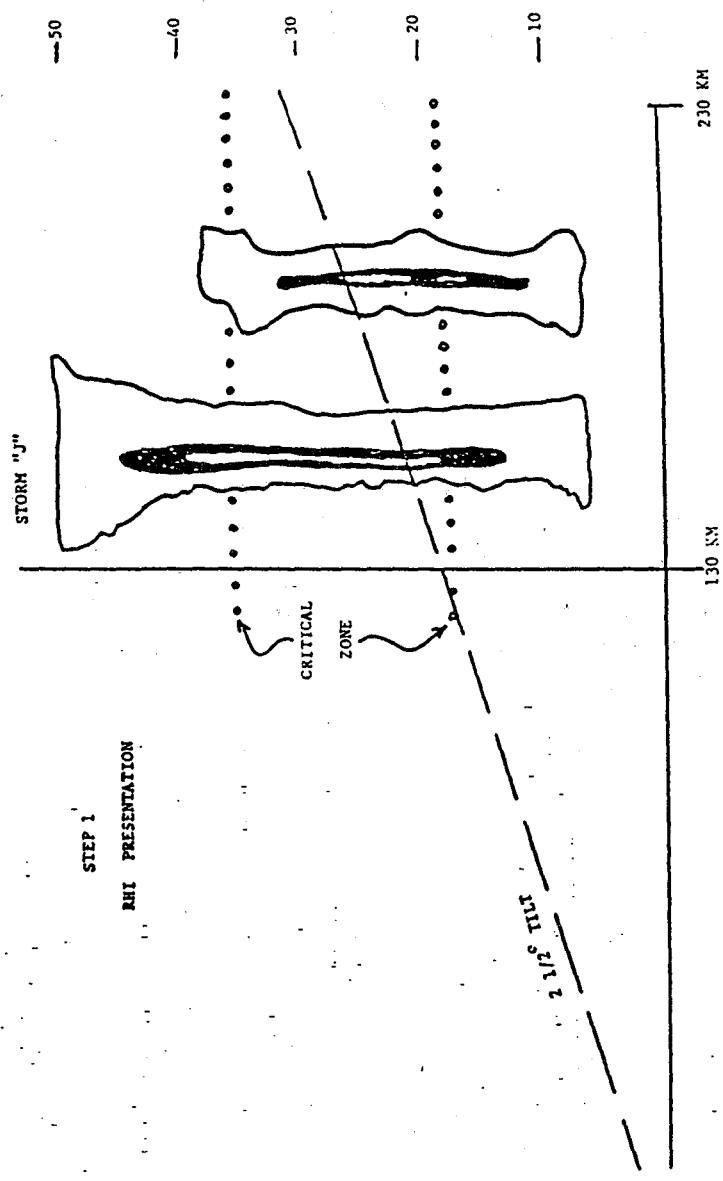 STORM "J"
—50
—40
—30
—20
—10
STEP 1
RHI PRESENTATION
CRITICAL
ZONE
2 1/2° TILT
130 KM
230 KM